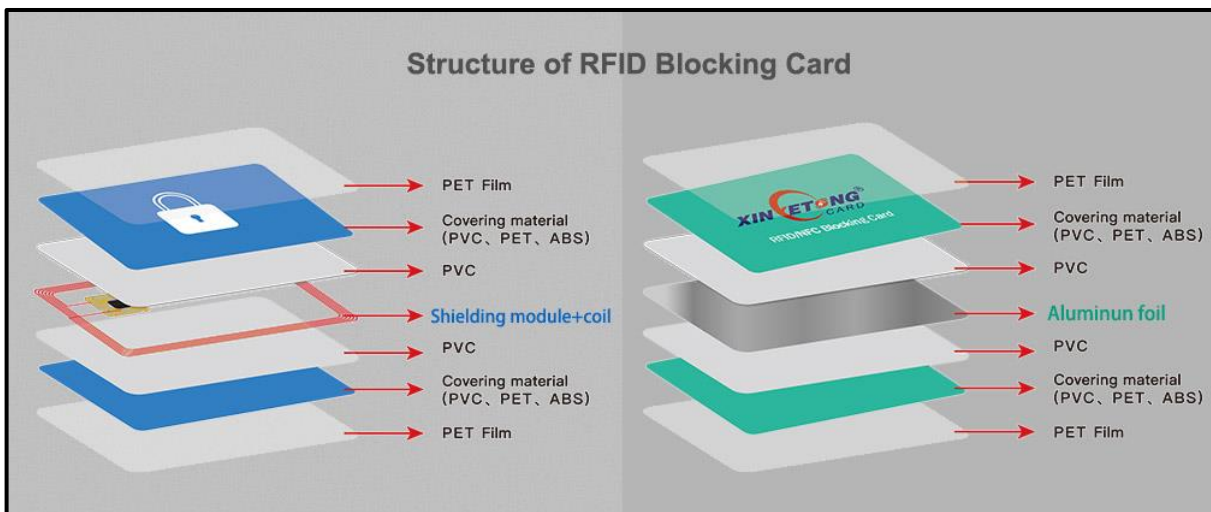 Structure of RFID Blocking Card
PET Film
Covering material
(PVC、PET、ABS)
PVC
Shielding module+coil
PVC
Covering material
(PVC、PET、ABS)
PET Film
XINYETONG®
CARD
RFID/NFC Blocking Card
PET Film
Covering material
(PVC、PET、ABS)
PVC
Aluminun foil
PVC
Covering material
(PVC、PET、ABS)
PET Film